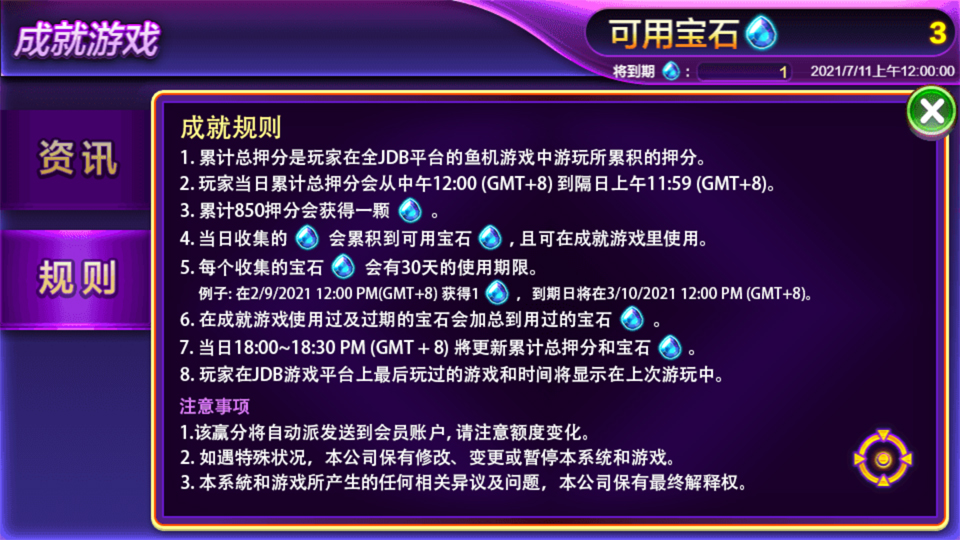 成就游戏
可用宝石 3
将到期 : 1 2021/7/11上午12:00:00
资讯
规则
成就规则
1. 累计总押分是玩家在全JDB平台的鱼机游戏中游玩所累积的押分。
2. 玩家当日累计总押分会从中午12:00 (GMT+8) 到隔日上午11:59 (GMT+8)。
3. 累计850押分会获得一颗 。
4. 当日收集的 会累积到可用宝石 , 且可在成就游戏里使用。
5. 每个收集的宝石 会有30天的使用期限。
例子: 在2/9/2021 12:00 PM(GMT+8) 获得1 , 到期日将在3/10/2021 12:00 PM (GMT+8)。
6. 在成就游戏使用过及过期的宝石会加总到用过的宝石 。
7. 当日18:00~18:30 PM (GMT + 8) 將更新累计总押分和宝石 。
8. 玩家在JDB游戏平台上最后玩过的游戏和时间将显示在上次游玩中。
注意事项
1.该赢分将自动派发送到会员账户, 请注意额度变化。
2. 如遇特殊状况，本公司保有修改、变更或暂停本系统和游戏。
3. 本系統和游戏所产生的任何相关异议及问题，本公司保有最终解释权。